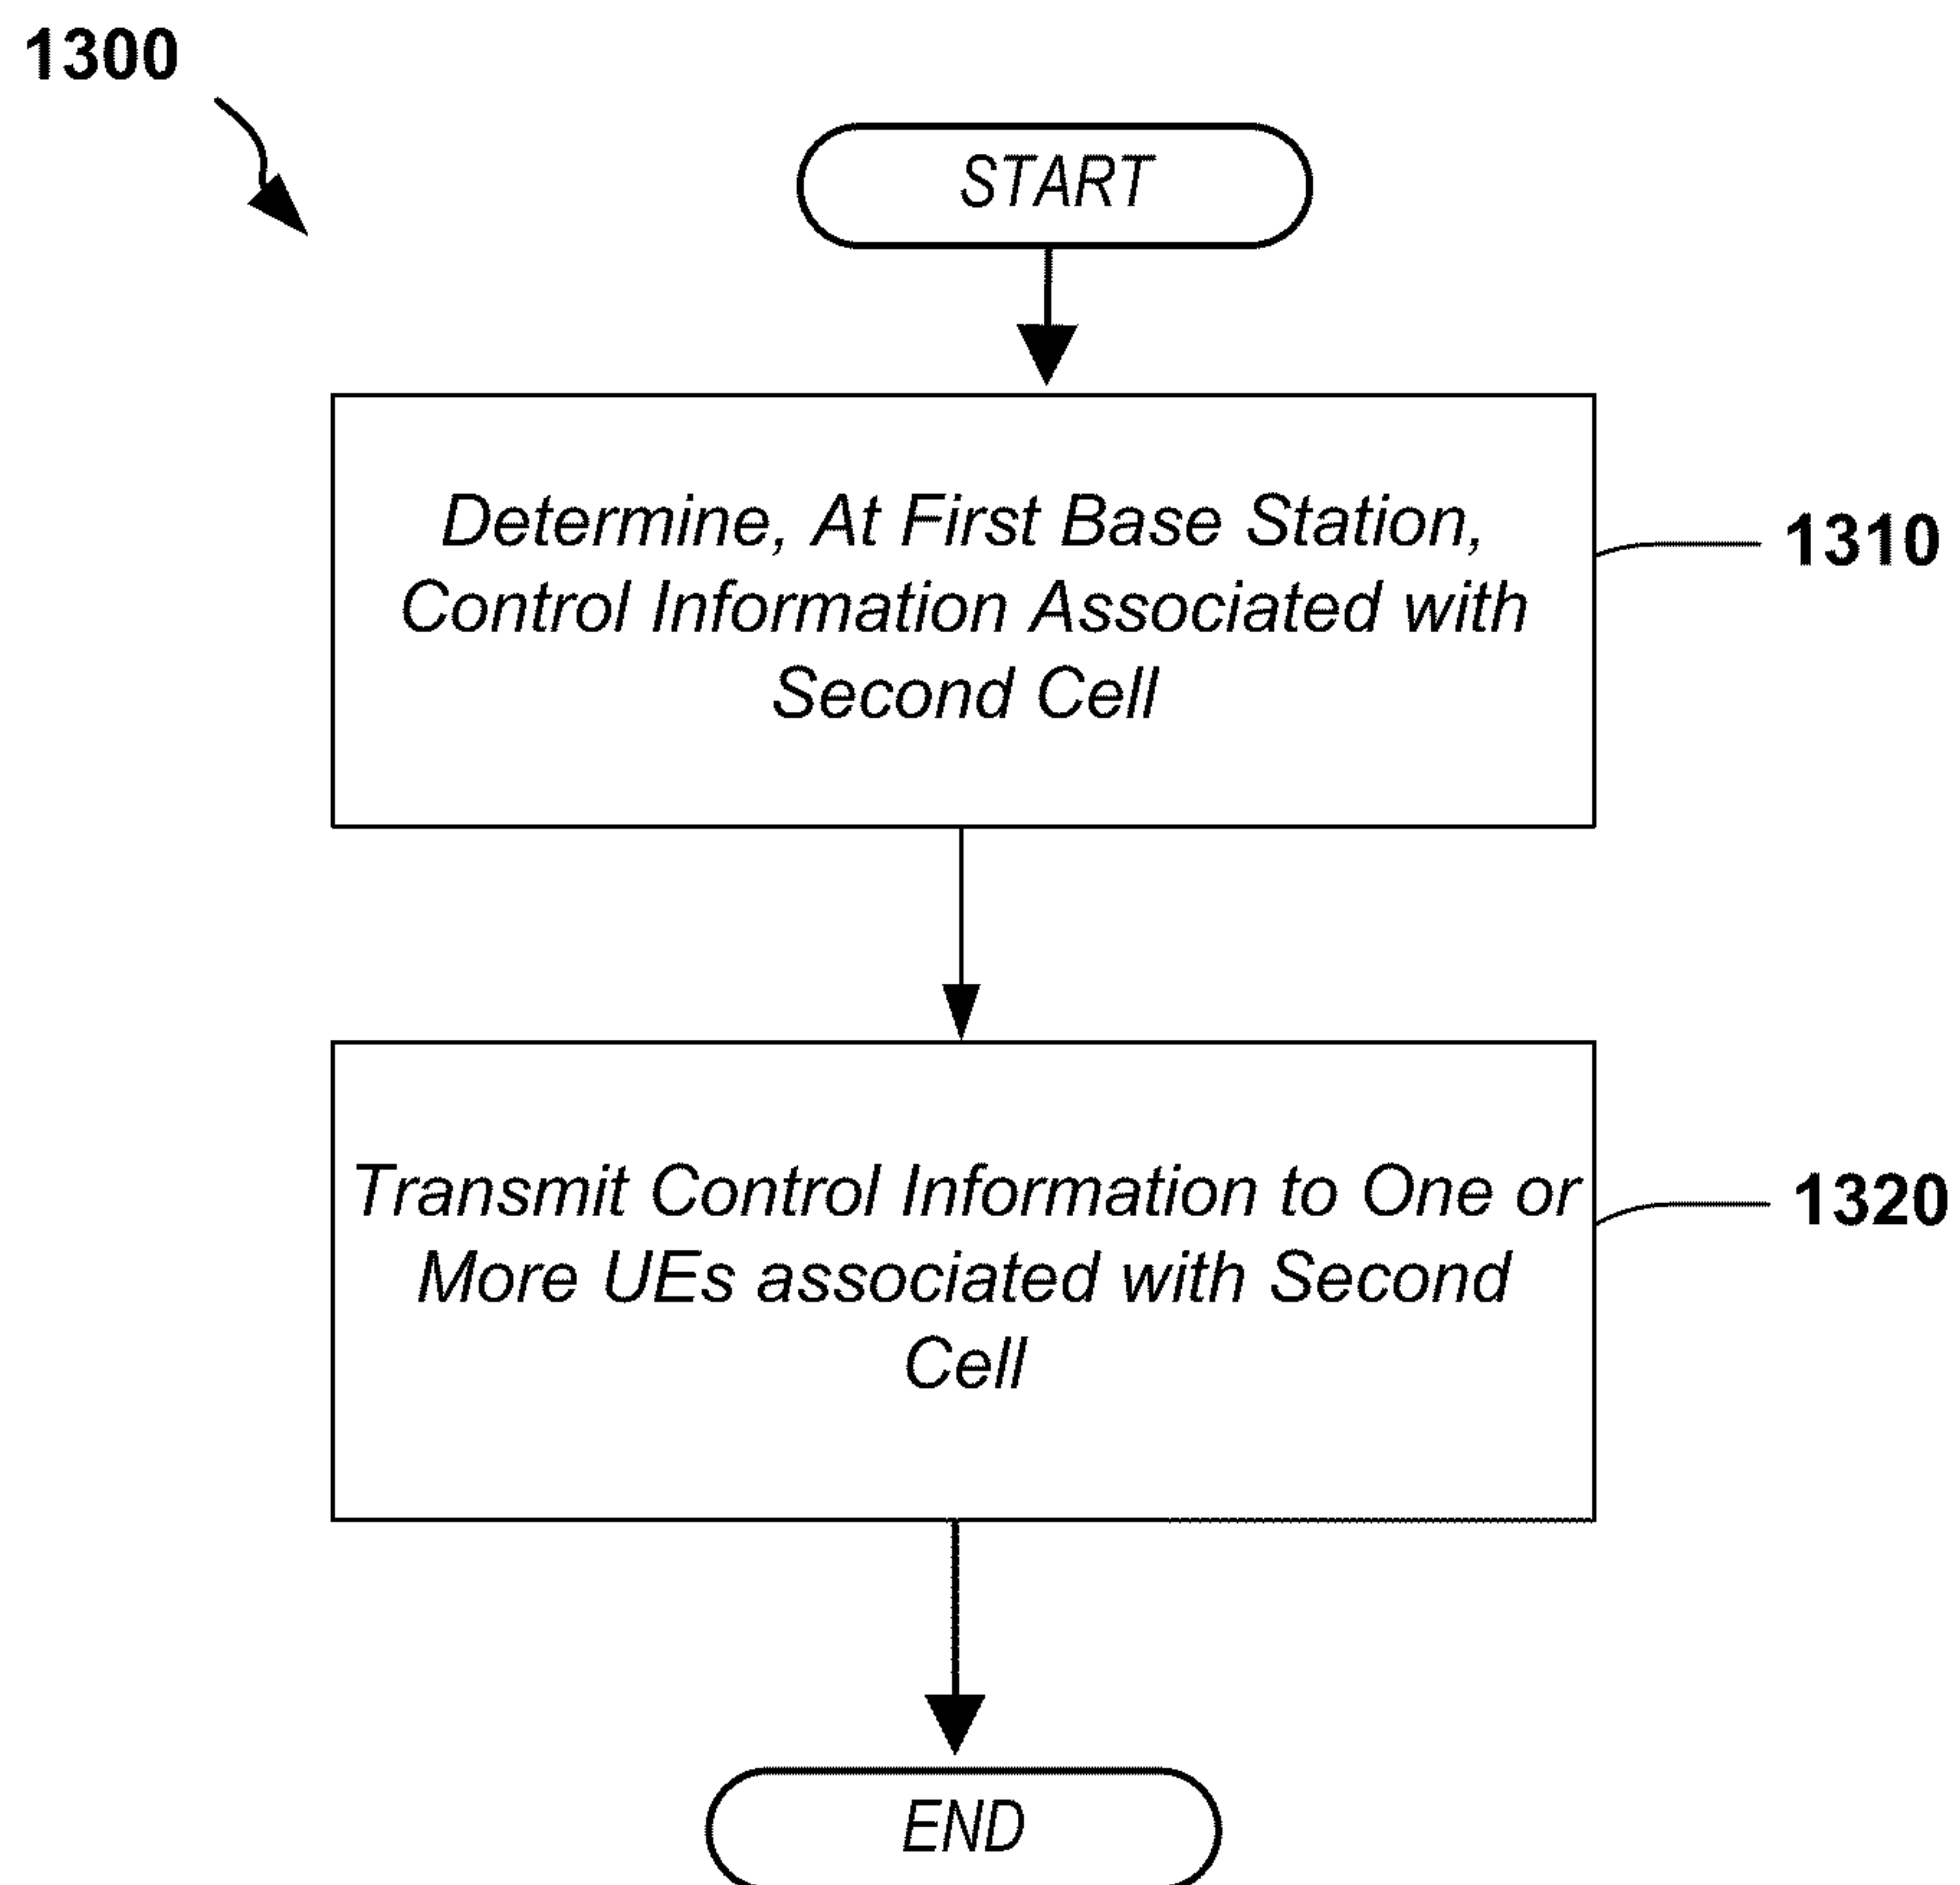 1300
START
Determine, At First Base Station,
Control Information Associated with
Second Cell
1310
Transmit Control Information to One or
More UEs associated with Second
Cell
1320
END